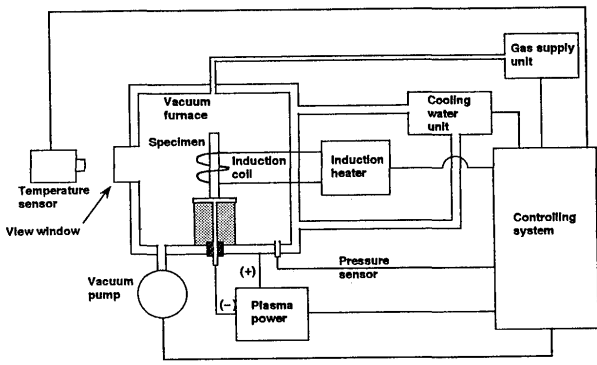 Gas supply
unit
Vacuum
furnace
Cooling
water
unit
Specimen
Induction
coil
Induction
heater
Temperature
sensor
View window
Controlling
system
Pressure
sensor
Vacuum
pump
(+)
(-)
Plasma
power